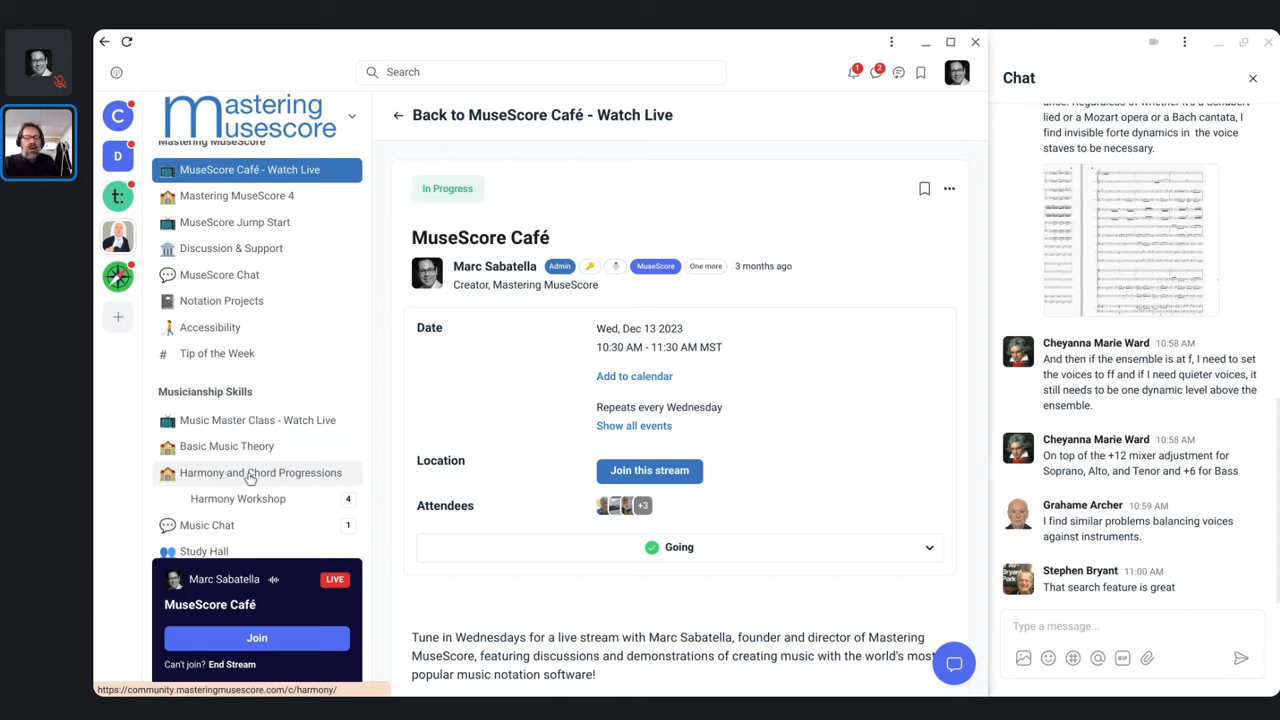 Search
1
2
mastering
musescore
C
D
t:
Mastering MuseScore
MuseScore Café - Watch Live
Mastering MuseScore 4
MuseScore Jump Start
Discussion & Support
MuseScore Chat
Notation Projects
Accessibility
# Tip of the Week
Musicianship Skills
Music Master Class - Watch Live
Basic Music Theory
Harmony and Chord Progressions
Harmony Workshop 4
Music Chat 1
Study Hall
Marc Sabatella LIVE
MuseScore Café
Join
Can't join? End Stream
https://community.masteringmusescore.com/c/harmony/
Back to MuseScore Café - Watch Live
In Progress
MuseScore Café
Marc Sabatella Admin MuseScore One more 3 months ago
Creator, Mastering MuseScore
Date
Wed, Dec 13 2023
10:30 AM - 11:30 AM MST
Add to calendar
Repeats every Wednesday
Show all events
Location
Join this stream
Attendees
+3
Going
Tune in Wednesdays for a live stream with Marc Sabatella, founder and director of Mastering
MuseScore, featuring discussions and demonstrations of creating music with the world's most
popular music notation software!
Chat
ance. Regardless of whether it's a Schubert
lied or a Mozart opera or a Bach cantata, I
find invisible forte dynamics in the voice
staves to be necessary.
Cheyanna Marie Ward 10:58 AM
And then if the ensemble is at f, I need to set
the voices to ff and if I need quieter voices, it
still needs to be one dynamic level above the
ensemble.
Cheyanna Marie Ward 10:58 AM
On top of the +12 mixer adjustment for
Soprano, Alto, and Tenor and +6 for Bass
Grahame Archer 10:59 AM
I find similar problems balancing voices
against instruments.
Stephen Bryant 11:00 AM
That search feature is great
Type a message...
GIF